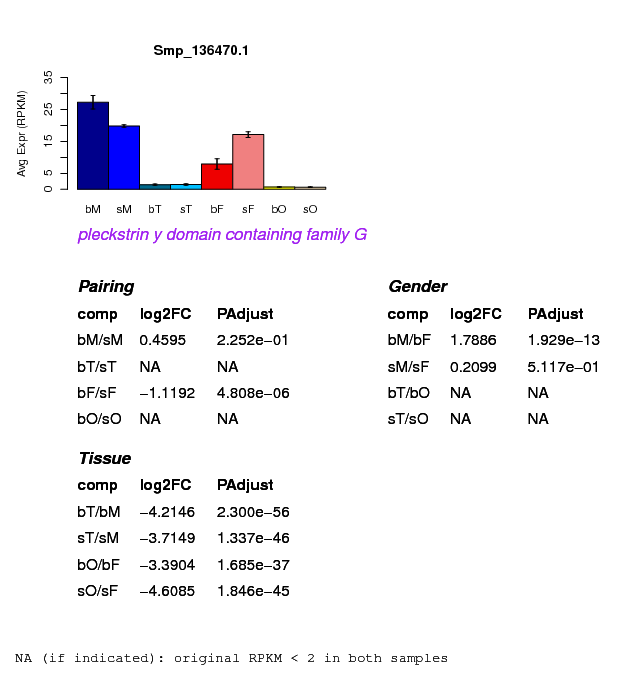 Smp_136470.1
Avg Expr (RPKM)
35
25
15
5
0
bM sM bT sT bF sF bO sO
pleckstrin y domain containing family G
Pairing
comp log2FC PAdjust
bM/sM 0.4595 2.252e−01
bT/sT NA NA
bF/sF −1.1192 4.808e−06
bO/sO NA NA
Gender
comp log2FC PAdjust
bM/bF 1.7886 1.929e−13
sM/sF 0.2099 5.117e−01
bT/bO NA NA
sT/sO NA NA
Tissue
comp log2FC PAdjust
bT/bM −4.2146 2.300e−56
sT/sM −3.7149 1.337e−46
bO/bF −3.3904 1.685e−37
sO/sF −4.6085 1.846e−45
NA (if indicated): original RPKM < 2 in both samples